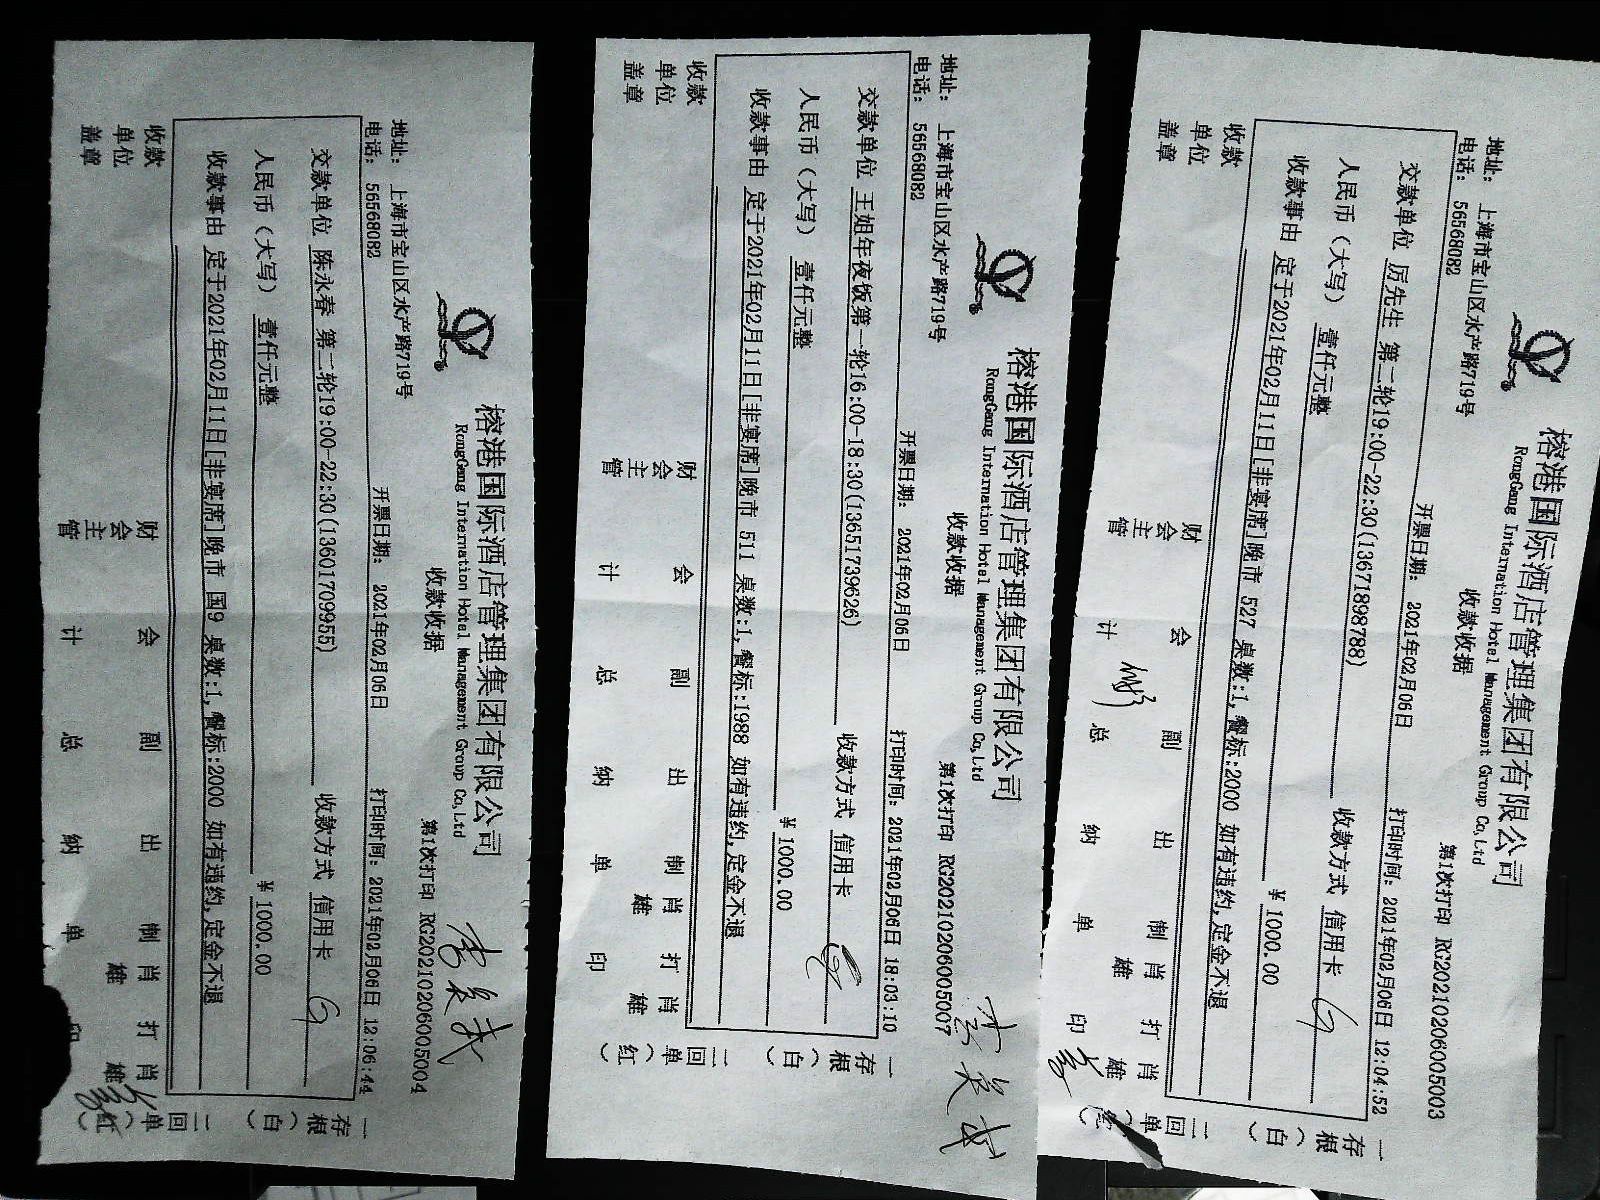 榕港国际酒店管理集团有限公司
RongGang International Hotel Management Group Co,Ltd
收款收据
第1次打印 RG20210206005004
地址: 上海市宝山区水产路719号
电话: 56568082
开票日期: 2021年02月06日
打印时间: 2021年02月06日 12:06:44
交款单位 陈永春 第二轮19:00-22:30(13601709955)
收款方式 信用卡
人民币(大写) 壹仟元整
¥ 1000.00
收款事由 定于2021年02月11日[非宴席]晚市 国9 桌数:1,餐标:2000 如有违约,定金不退
收款单位盖章
财会主管
会计
副总
出纳
制单 肖雄
打印 肖雄
一存根(白)
二回单(红)
榕港国际酒店管理集团有限公司
RongGang International Hotel Management Group Co,Ltd
收款收据
第1次打印 RG20210206005007
地址: 上海市宝山区水产路719号
电话: 56568082
开票日期: 2021年02月06日
打印时间: 2021年02月06日 18:03:10
交款单位 王姐年夜饭第一轮16:00-18:30(13651739626)
收款方式 信用卡
人民币(大写) 壹仟元整
¥ 1000.00
收款事由 定于2021年02月11日[非宴席]晚市 511 桌数:1,餐标:1988 如有违约,定金不退
收款单位盖章
财会主管
会计
副总
出纳
制单 肖雄
打印 肖雄
一存根(白)
二回单(红)
榕港国际酒店管理集团有限公司
RongGang International Hotel Management Group Co,Ltd
收款收据
第1次打印 RG20210206005003
地址: 上海市宝山区水产路719号
电话: 56568082
开票日期: 2021年02月06日
打印时间: 2021年02月06日 12:04:52
交款单位 厉先生 第二轮19:00-22:30(13671898788)
收款方式 信用卡
人民币(大写) 壹仟元整
¥ 1000.00
收款事由 定于2021年02月11日[非宴席]晚市 527 桌数:1,餐标:2000 如有违约,定金不退
收款单位盖章
财会主管
会计
副总
出纳
制单 肖雄
打印 肖雄
一存根(白)
二回单